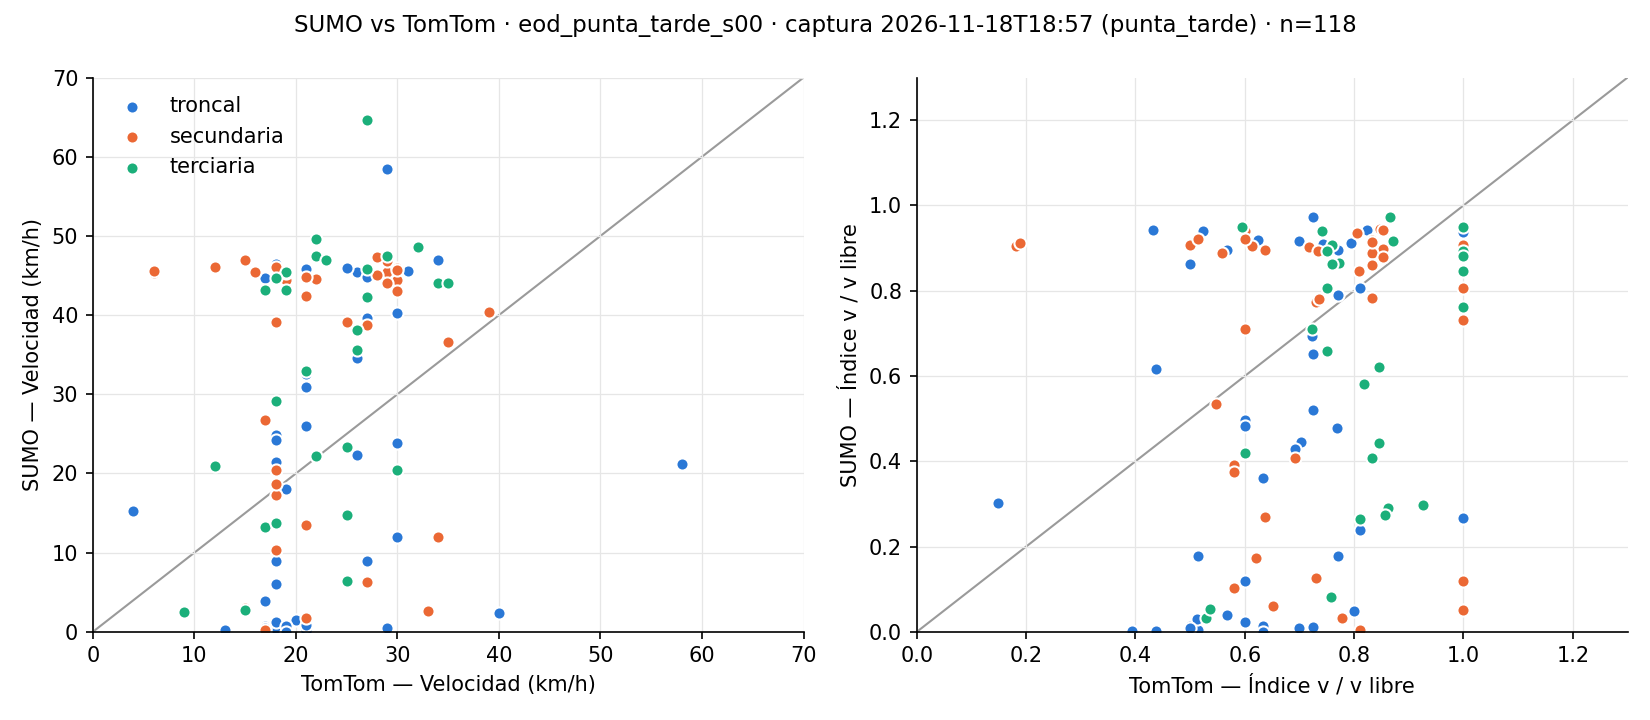 SUMO vs TomTom · eod_punta_tarde_s00 · captura 2026-11-18T18:57 (punta_tarde) · n=118
troncal
secundaria
terciaria
SUMO — Velocidad (km/h)
70
60
50
40
30
20
10
0
0 10 20 30 40 50 60 70
TomTom — Velocidad (km/h)
SUMO — Índice v / v libre
1.2
1.0
0.8
0.6
0.4
0.2
0.0
0.0 0.2 0.4 0.6 0.8 1.0 1.2
TomTom — Índice v / v libre